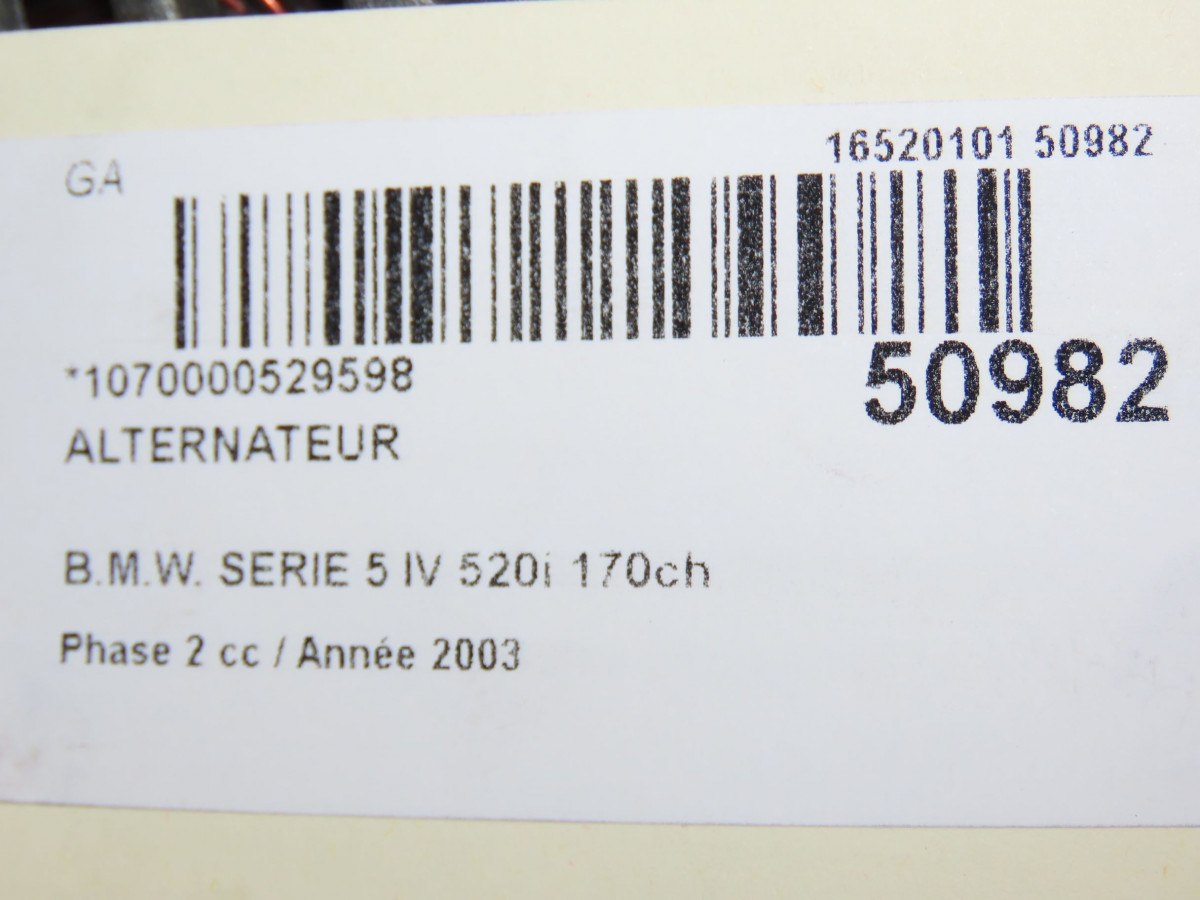 16520101 50982
GA
*1070000529598
50982
ALTERNATEUR
B.M.W. SERIE 5 IV 520i 170ch
Phase 2 cc / Année 2003